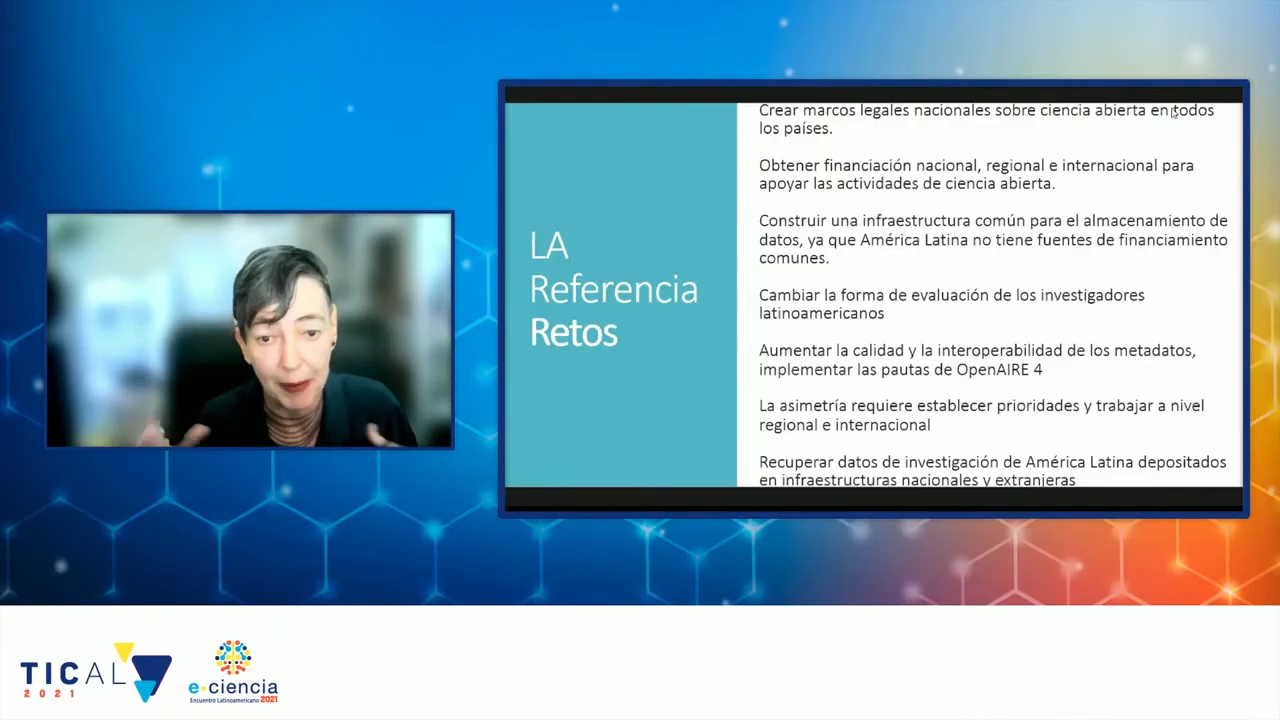 LA
Referencia
Retos
Crear marcos legales nacionales sobre ciencia abierta en todos
los países.
Obtener financiación nacional, regional e internacional para
apoyar las actividades de ciencia abierta.
Construir una infraestructura común para el almacenamiento de
datos, ya que América Latina no tiene fuentes de financiamiento
comunes.
Cambiar la forma de evaluación de los investigadores
latinoamericanos
Aumentar la calidad y la interoperabilidad de los metadatos,
implementar las pautas de OpenAIRE 4
La asimetría requiere establecer prioridades y trabajar a nivel
regional e internacional
Recuperar datos de investigación de América Latina depositados
en infraestructuras nacionales y extranjeras
TICAL
2021
e-ciencia
Encuentro Latinoamericano 2021